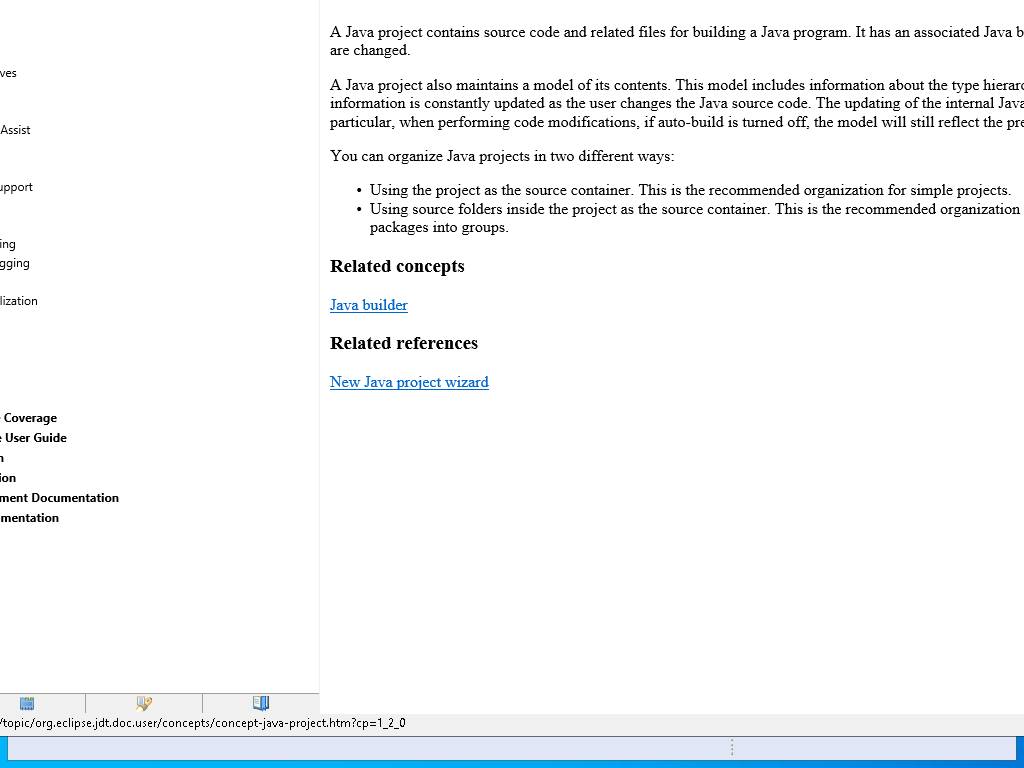 A Java project contains source code and related files for building a Java program. It has an associated Java b
are changed.
A Java project also maintains a model of its contents. This model includes information about the type hierarc
information is constantly updated as the user changes the Java source code. The updating of the internal Java
particular, when performing code modifications, if auto-build is turned off, the model will still reflect the pre
You can organize Java projects in two different ways:
• Using the project as the source container. This is the recommended organization for simple projects.
• Using source folders inside the project as the source container. This is the recommended organization
packages into groups.
Related concepts
Java builder
Related references
New Java project wizard
ves
Assist
upport
ing
gging
lization
Coverage
e User Guide
n
ion
ment Documentation
mentation
/topic/org.eclipse.jdt.doc.user/concepts/concept-java-project.htm?cp=1_2_0